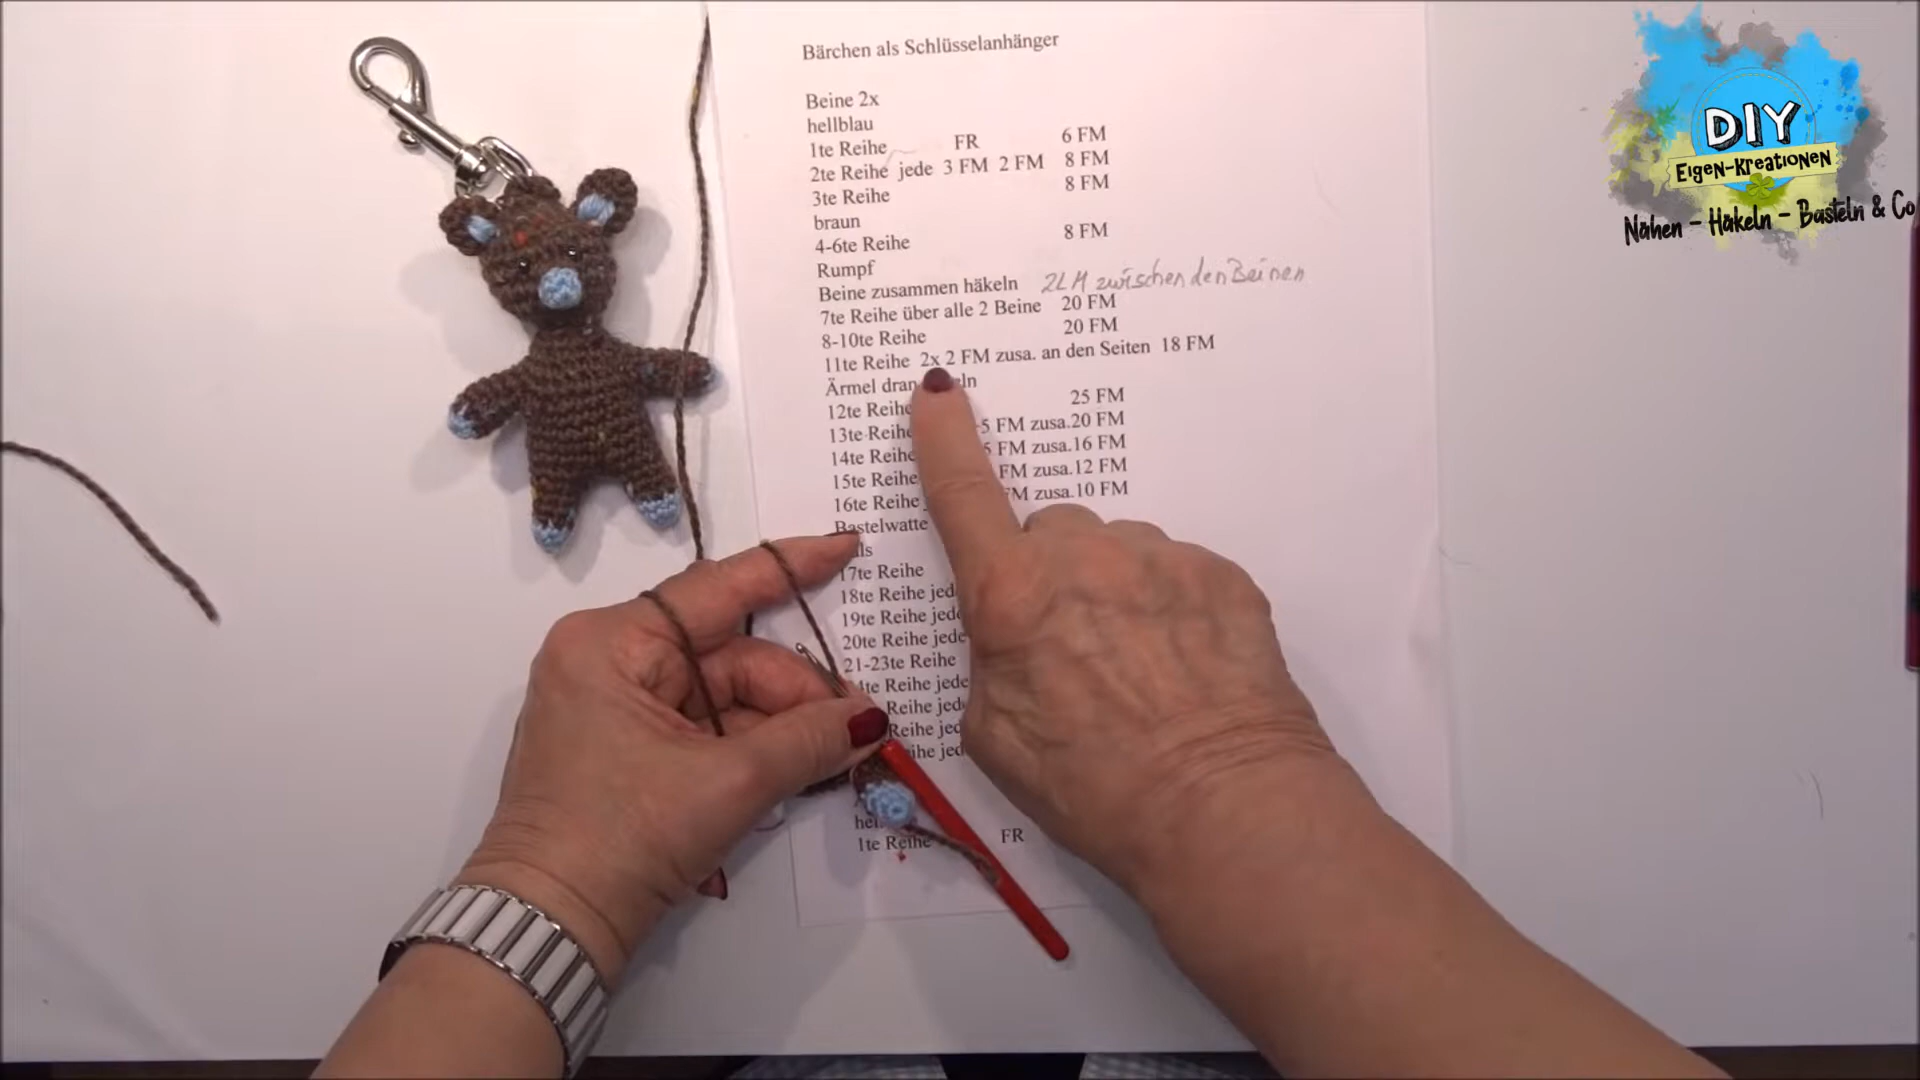 Bärchen als Schlüsselanhänger
Beine 2x
hellblau
1te Reihe FR 6 FM
2te Reihe jede 3 FM 2 FM 8 FM
3te Reihe 8 FM
braun
4-6te Reihe 8 FM
Rumpf
Beine zusammen häkeln 2LM zwischen den Beinen
7te Reihe über alle 2 Beine 20 FM
8-10te Reihe 20 FM
11te Reihe 2x 2 FM zusa. an den Seiten 18 FM
Ärmel dran
12te Reihe 25 FM
13te Reihe 5 FM zusa.20 FM
14te Reihe FM zusa.16 FM
15te Reihe FM zusa.12 FM
16te Reihe zusa.10 FM
Bastelwatte
17te Reihe
18te Reihe
19te Reihe
20te Reihe jede
21-23te Reihe
Reihe jede
Reihe
Reihe
1te Reihe FR
DIY
Eigen-Kreationen
Nähen - Häkeln - Basteln & Co